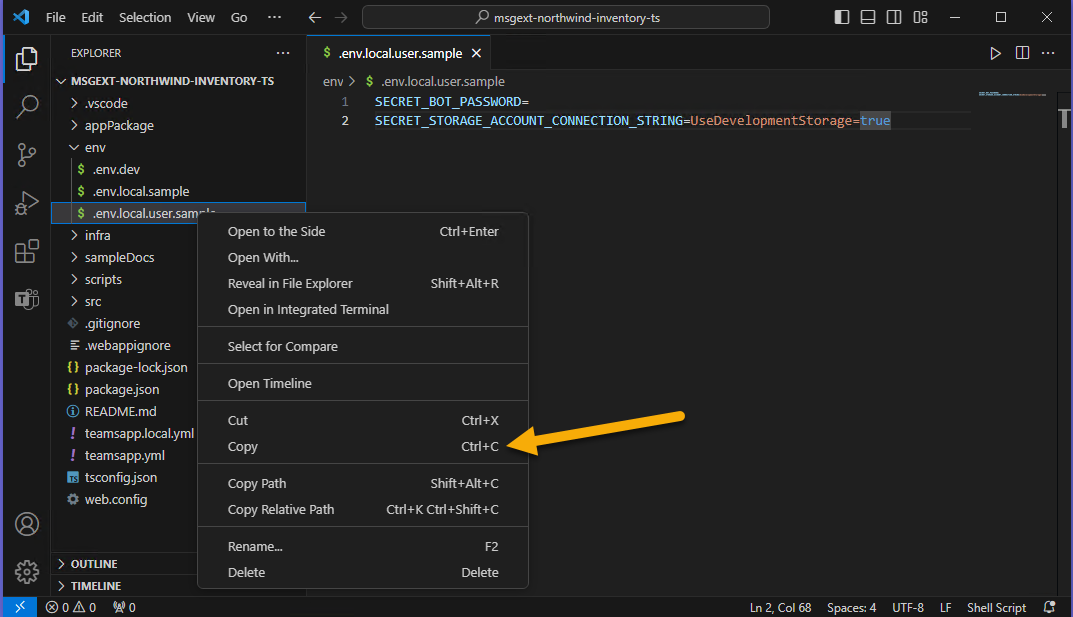 File Edit Selection View Go ···
msgext-northwind-inventory-ts
EXPLORER ···
MSGEXT-NORTHWIND-INVENTORY-TS
.vscode
appPackage
env
.env.dev
.env.local.sample
.env.local.user.sample
infra
sampleDocs
scripts
src
.gitignore
.webappignore
package-lock.json
package.json
README.md
teamsapp.local.yml
teamsapp.yml
tsconfig.json
web.config
OUTLINE
TIMELINE
$ .env.local.user.sample
env > $ .env.local.user.sample
1 SECRET_BOT_PASSWORD=
2 SECRET_STORAGE_ACCOUNT_CONNECTION_STRING=UseDevelopmentStorage=true
Open to the Side Ctrl+Enter
Open With...
Reveal in File Explorer Shift+Alt+R
Open in Integrated Terminal
Select for Compare
Open Timeline
Cut Ctrl+X
Copy Ctrl+C
Copy Path Shift+Alt+C
Copy Relative Path Ctrl+K Ctrl+Shift+C
Rename... F2
Delete Delete
0 0 0 Ln 2, Col 68 Spaces: 4 UTF-8 LF Shell Script